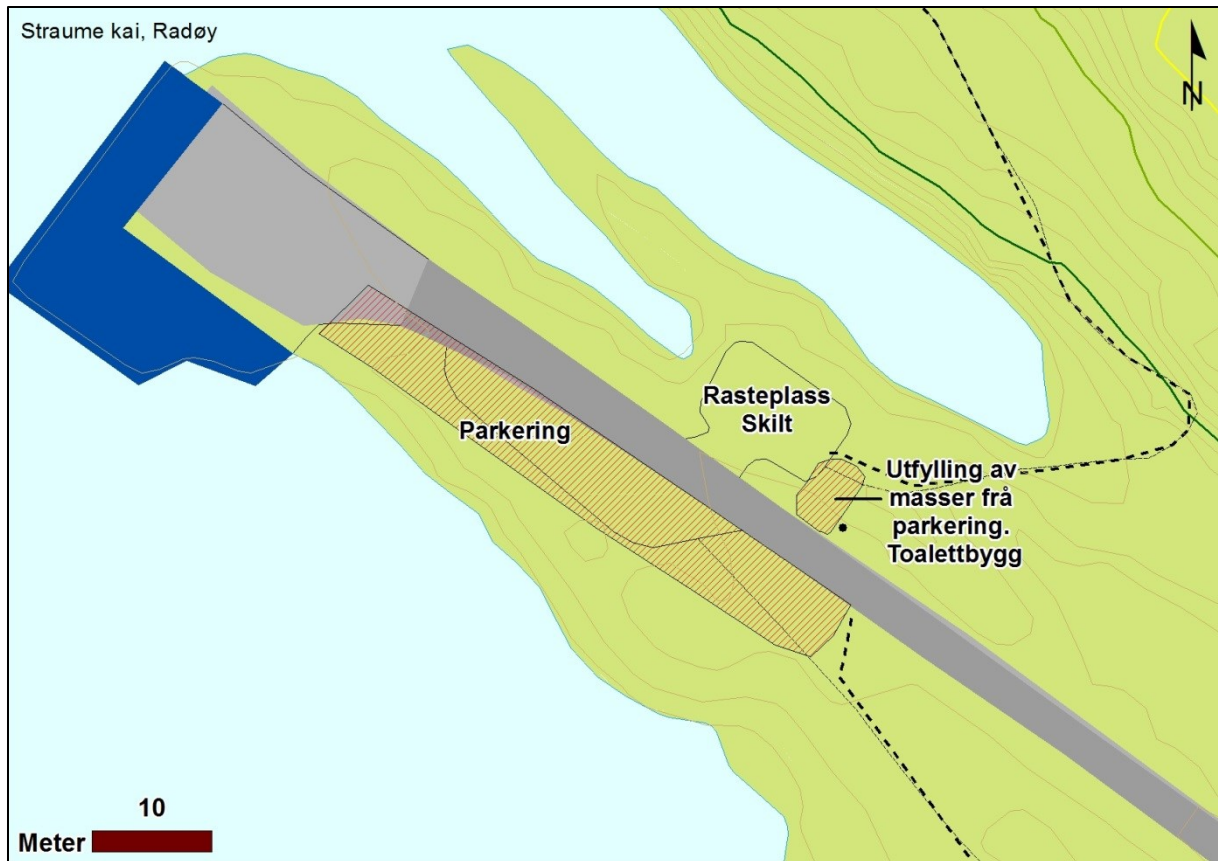 Straume kai, Radøy
N
Rasteplass
Skilt
Parkering
Utfylling av
masser frå
parkering.
Toalettbygg
10
Meter